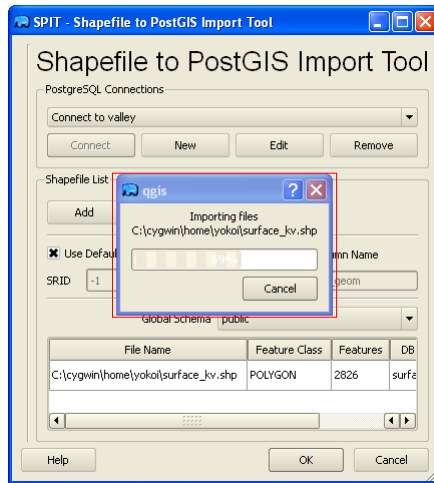 SPIT - Shapefile to PostGIS Import Tool
Shapefile to PostGIS Import Tool
PostgreSQL Connections
Connect to valley
Connect New Edit Remove
Shapefile List
qgis
Add
Importing files
C:\cygwin\home\yokoi\surface_kv.shp
Use Defau
mn Name
59%
SRID -1
geom
Cancel
Global Schema public
File Name Feature Class Features DB
C:\cygwin\home\yokoi\surface_kv.shp POLYGON 2826 surfa
Help OK Cancel